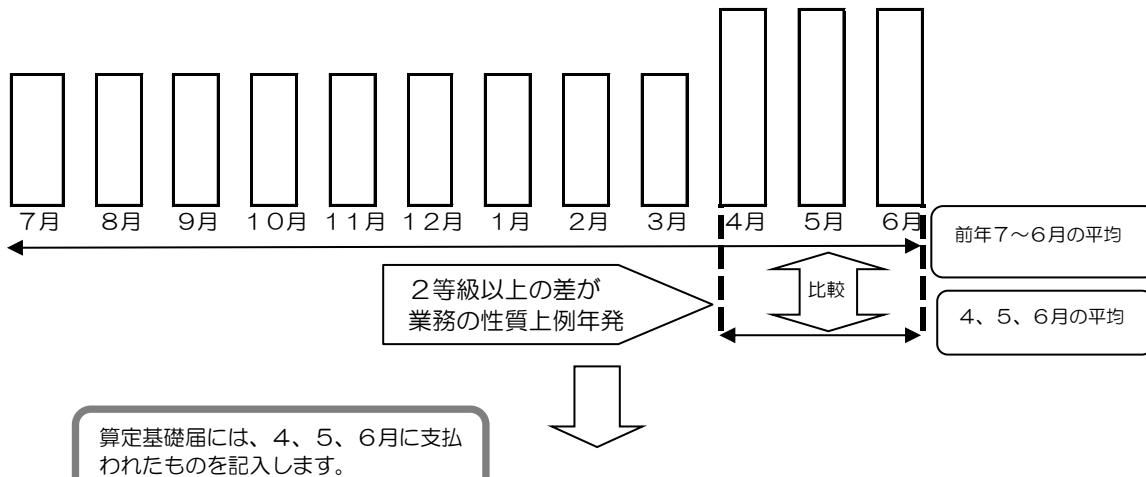 ７月 ８月 ９月 １０月 １１月 １２月 １月 ２月 ３月 ４月 ５月 ６月
前年７～６月の平均
２等級以上の差が
業務の性質上例年発
比較
４、５、６月の平均
算定基礎届には、４、５、６月に支払
われたものを記入します。